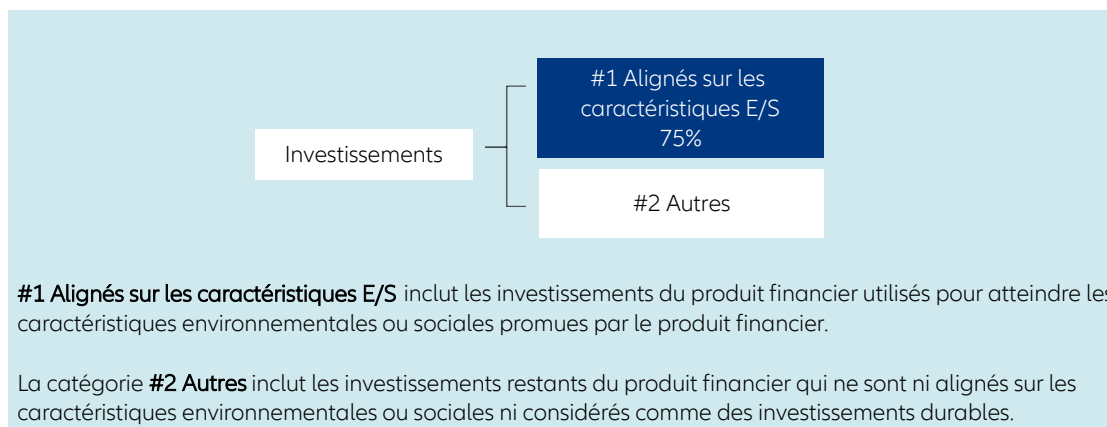 #1 Alignés sur les
caractéristiques E/S
75%
Investissements
#2 Autres
#1 Alignés sur les caractéristiques E/S inclut les investissements du produit financier utilisés pour atteindre les
caractéristiques environnementales ou sociales promues par le produit financier.
La catégorie #2 Autres inclut les investissements restants du produit financier qui ne sont ni alignés sur les
caractéristiques environnementales ou sociales ni considérés comme des investissements durables.